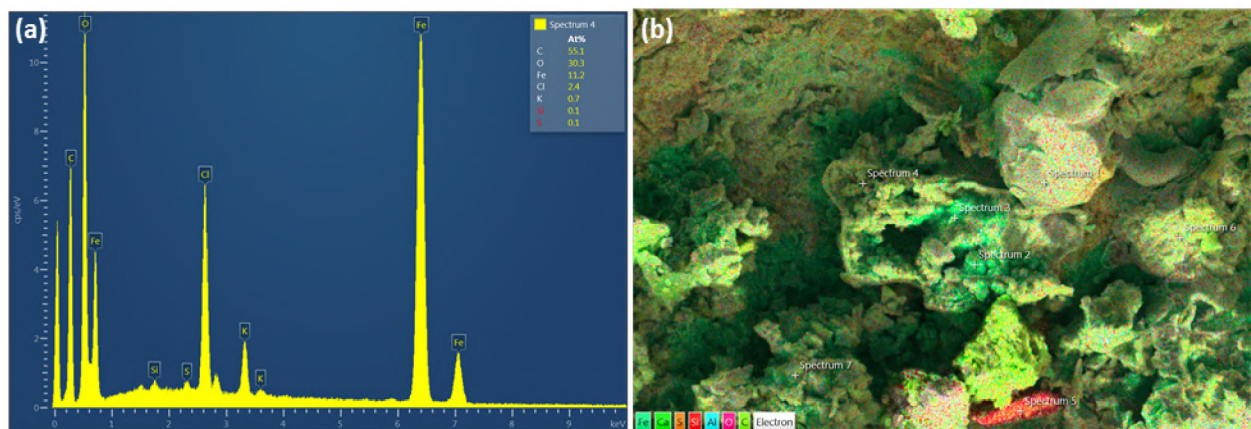 (a)
Spectrum 4
At%
C 55.1
O 30.3
Fe 11.2
Cl 2.4
K 0.7
Si 0.1
S 0.1
O
Fe
C
Fe
Cl
K
Si
S
K
Fe
cps/eV
10
8
6
4
2
0
0 1 2 3 4 5 6 7 8 9 keV
(b)
Spectrum 4
Spectrum 1
Spectrum 3
Spectrum 6
Spectrum 2
Spectrum 7
Spectrum 5
Fe Ca S Si Al O C Electron